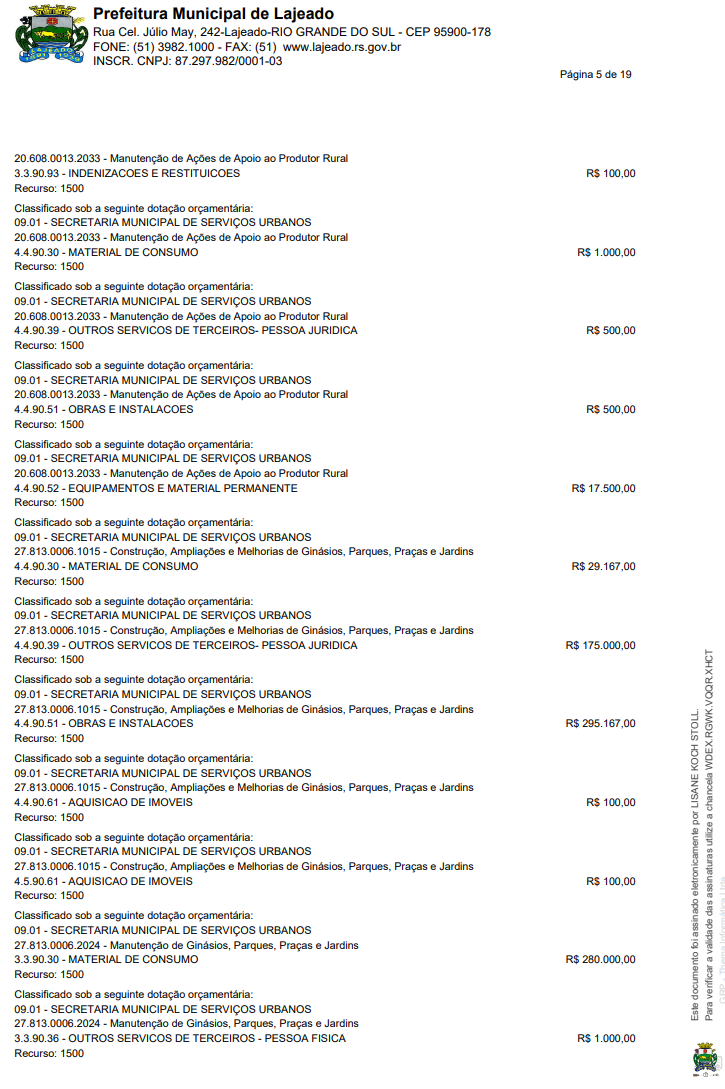 LAJEADO
1891 1939
Prefeitura Municipal de Lajeado
Rua Cel. Júlio May, 242-Lajeado-RIO GRANDE DO SUL - CEP 95900-178
FONE: (51) 3982.1000 - FAX: (51) www.lajeado.rs.gov.br
INSCR. CNPJ: 87.297.982/0001-03
Página 5 de 19
20.608.0013.2033 - Manutenção de Ações de Apoio ao Produtor Rural
3.3.90.93 - INDENIZACOES E RESTITUICOES R$ 100,00
Recurso: 1500
Classificado sob a seguinte dotação orçamentária:
09.01 - SECRETARIA MUNICIPAL DE SERVIÇOS URBANOS
20.608.0013.2033 - Manutenção de Ações de Apoio ao Produtor Rural
4.4.90.30 - MATERIAL DE CONSUMO R$ 1.000,00
Recurso: 1500
Classificado sob a seguinte dotação orçamentária:
09.01 - SECRETARIA MUNICIPAL DE SERVIÇOS URBANOS
20.608.0013.2033 - Manutenção de Ações de Apoio ao Produtor Rural
4.4.90.39 - OUTROS SERVICOS DE TERCEIROS- PESSOA JURIDICA R$ 500,00
Recurso: 1500
Classificado sob a seguinte dotação orçamentária:
09.01 - SECRETARIA MUNICIPAL DE SERVIÇOS URBANOS
20.608.0013.2033 - Manutenção de Ações de Apoio ao Produtor Rural
4.4.90.51 - OBRAS E INSTALACOES R$ 500,00
Recurso: 1500
Classificado sob a seguinte dotação orçamentária:
09.01 - SECRETARIA MUNICIPAL DE SERVIÇOS URBANOS
20.608.0013.2033 - Manutenção de Ações de Apoio ao Produtor Rural
4.4.90.52 - EQUIPAMENTOS E MATERIAL PERMANENTE R$ 17.500,00
Recurso: 1500
Classificado sob a seguinte dotação orçamentária:
09.01 - SECRETARIA MUNICIPAL DE SERVIÇOS URBANOS
27.813.0006.1015 - Construção, Ampliações e Melhorias de Ginásios, Parques, Praças e Jardins
4.4.90.30 - MATERIAL DE CONSUMO R$ 29.167,00
Recurso: 1500
Classificado sob a seguinte dotação orçamentária:
09.01 - SECRETARIA MUNICIPAL DE SERVIÇOS URBANOS
27.813.0006.1015 - Construção, Ampliações e Melhorias de Ginásios, Parques, Praças e Jardins
4.4.90.39 - OUTROS SERVICOS DE TERCEIROS- PESSOA JURIDICA R$ 175.000,00
Recurso: 1500
Classificado sob a seguinte dotação orçamentária:
09.01 - SECRETARIA MUNICIPAL DE SERVIÇOS URBANOS
27.813.0006.1015 - Construção, Ampliações e Melhorias de Ginásios, Parques, Praças e Jardins
4.4.90.51 - OBRAS E INSTALACOES R$ 295.167,00
Recurso: 1500
Classificado sob a seguinte dotação orçamentária:
09.01 - SECRETARIA MUNICIPAL DE SERVIÇOS URBANOS
27.813.0006.1015 - Construção, Ampliações e Melhorias de Ginásios, Parques, Praças e Jardins
4.4.90.61 - AQUISICAO DE IMOVEIS R$ 100,00
Recurso: 1500
Classificado sob a seguinte dotação orçamentária:
09.01 - SECRETARIA MUNICIPAL DE SERVIÇOS URBANOS
27.813.0006.1015 - Construção, Ampliações e Melhorias de Ginásios, Parques, Praças e Jardins
4.5.90.61 - AQUISICAO DE IMOVEIS R$ 100,00
Recurso: 1500
Classificado sob a seguinte dotação orçamentária:
09.01 - SECRETARIA MUNICIPAL DE SERVIÇOS URBANOS
27.813.0006.2024 - Manutenção de Ginásios, Parques, Praças e Jardins
3.3.90.30 - MATERIAL DE CONSUMO R$ 280.000,00
Recurso: 1500
Classificado sob a seguinte dotação orçamentária:
09.01 - SECRETARIA MUNICIPAL DE SERVIÇOS URBANOS
27.813.0006.2024 - Manutenção de Ginásios, Parques, Praças e Jardins
3.3.90.36 - OUTROS SERVICOS DE TERCEIROS - PESSOA FISICA R$ 1.000,00
Recurso: 1500
Este documento foi assinado eletronicamente por LISANE KOCH STOLL.
Para verificar a validade das assinaturas utilize a chancela WDEX.RGWK.VQQR.XHCT
GRP - Thema Informática Ltda